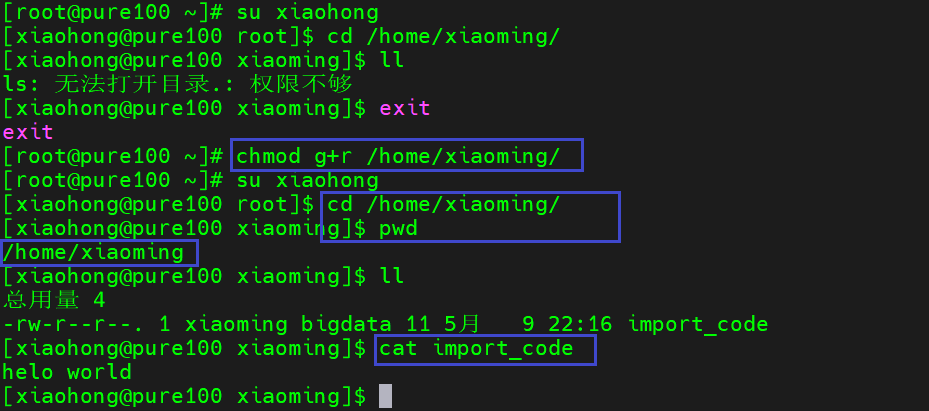 [root@pure100 ~]# su xiaohong
[xiaohong@pure100 root]$ cd /home/xiaoming/
[xiaohong@pure100 xiaoming]$ ll
ls: 无法打开目录.: 权限不够
[xiaohong@pure100 xiaoming]$ exit
exit
[root@pure100 ~]# chmod g+r /home/xiaoming/
[root@pure100 ~]# su xiaohong
[xiaohong@pure100 root]$ cd /home/xiaoming/
[xiaohong@pure100 xiaoming]$ pwd
/home/xiaoming
[xiaohong@pure100 xiaoming]$ ll
总用量 4
-rw-r--r--. 1 xiaoming bigdata 11 5月   9 22:16 import_code
[xiaohong@pure100 xiaoming]$ cat import_code
helo world
[xiaohong@pure100 xiaoming]$